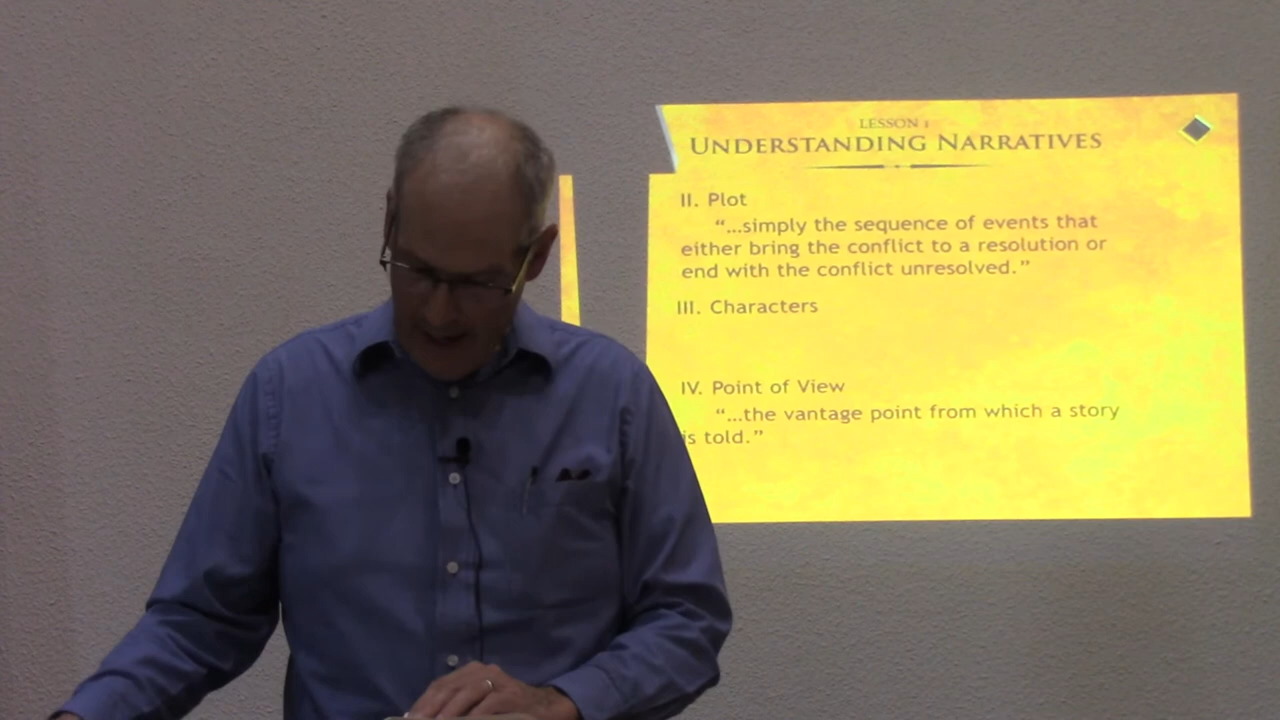 LESSON 1
UNDERSTANDING NARRATIVES
II. Plot
“...simply the sequence of events that
either bring the conflict to a resolution or
end with the conflict unresolved.”
III. Characters
IV. Point of View
“...the vantage point from which a story
is told.”